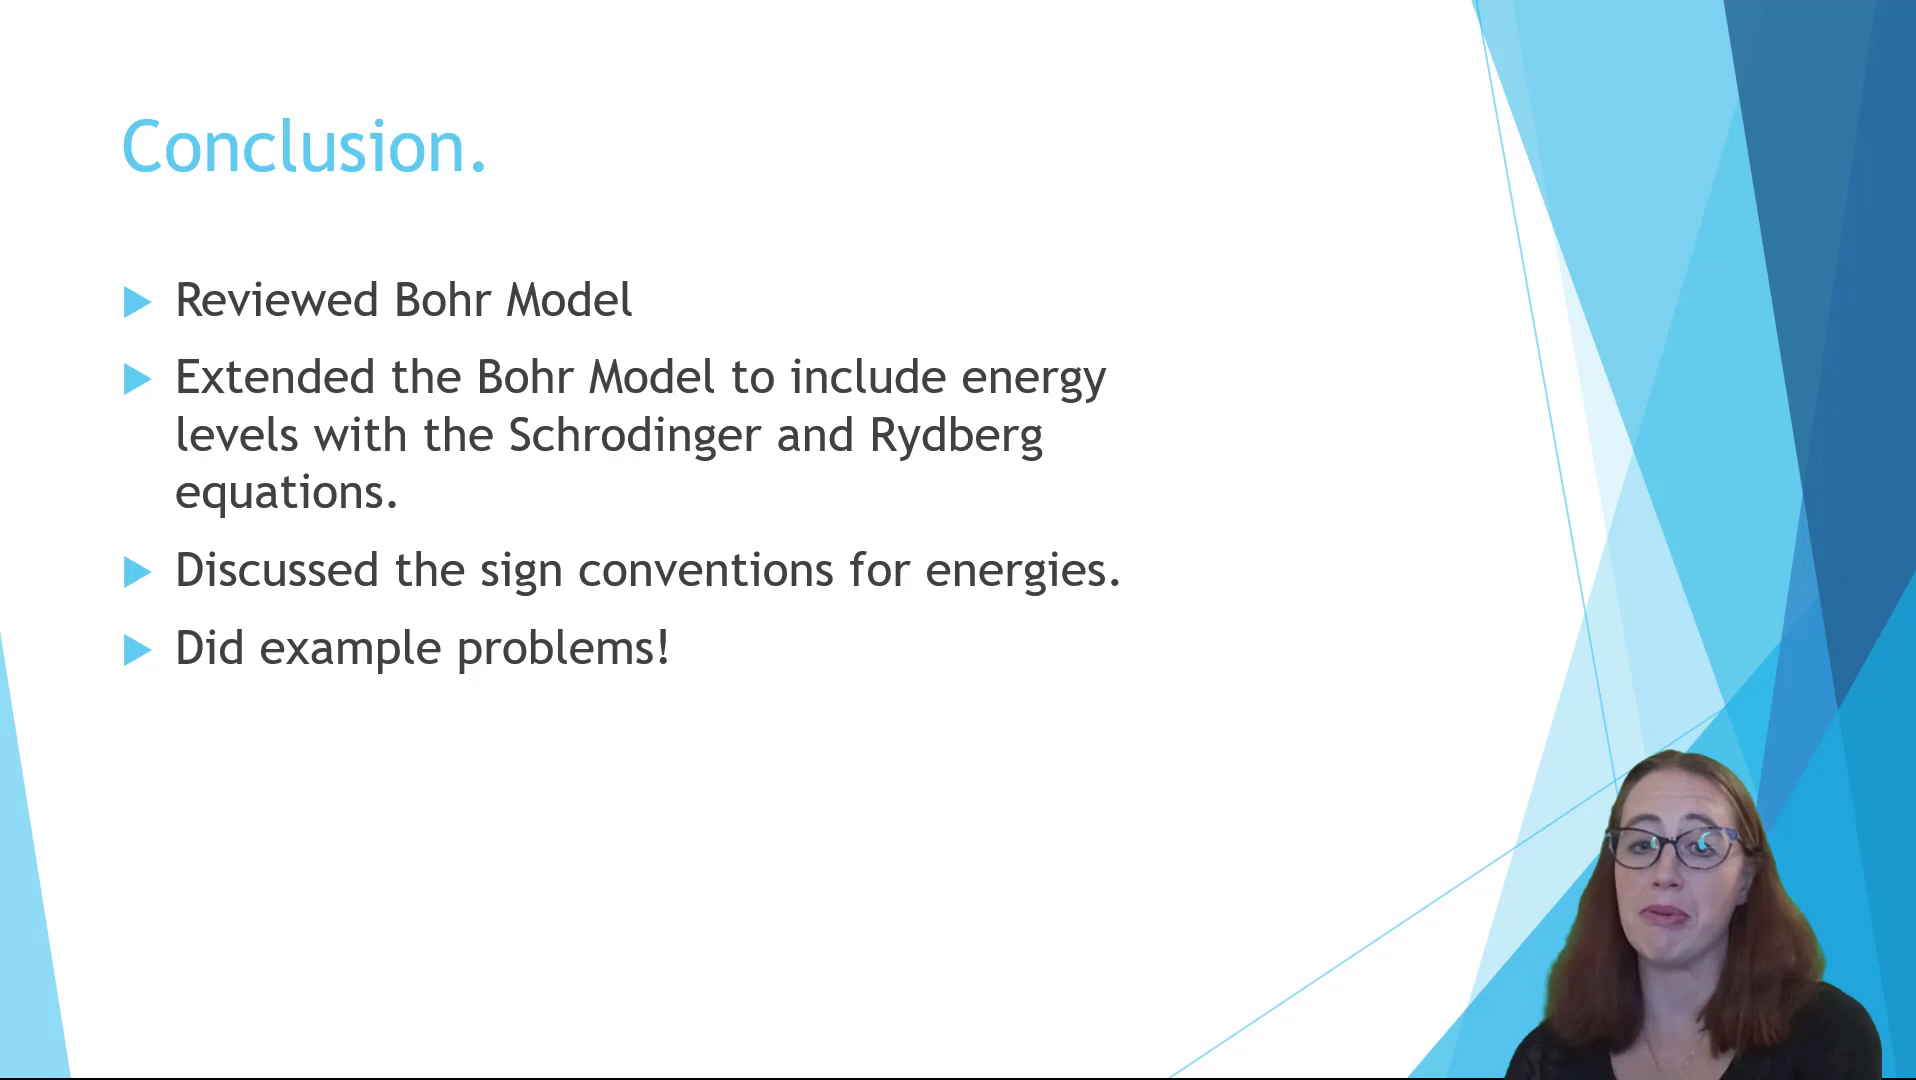 Conclusion.
Reviewed Bohr Model
Extended the Bohr Model to include energy
levels with the Schrodinger and Rydberg
equations.
Discussed the sign conventions for energies.
Did example problems!